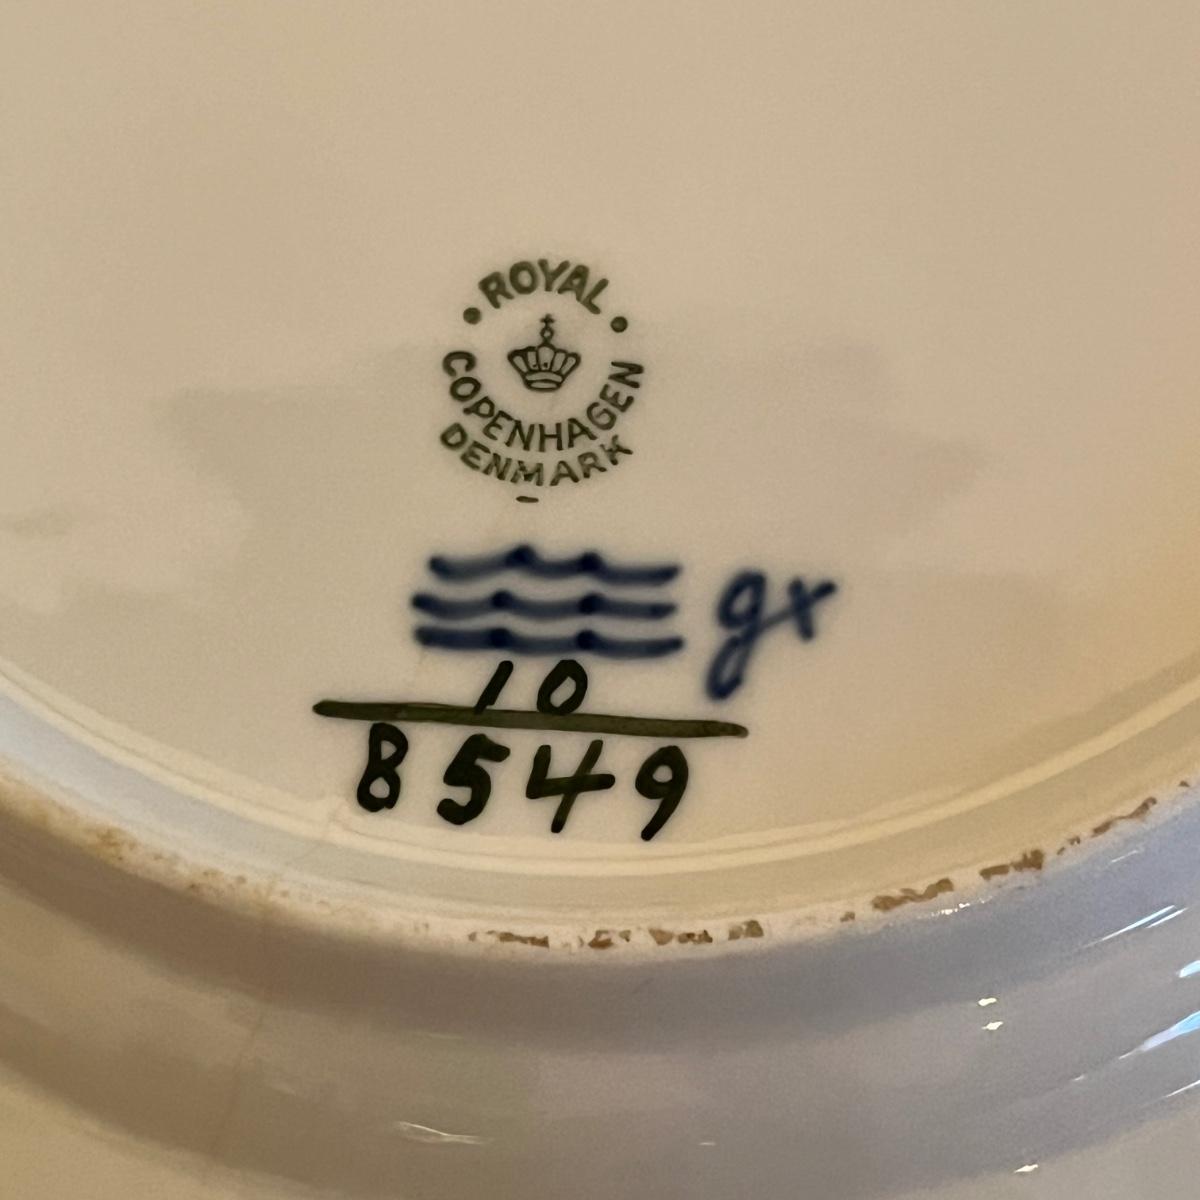 ROYAL
COPENHAGEN
DENMARK
gx
10
8549